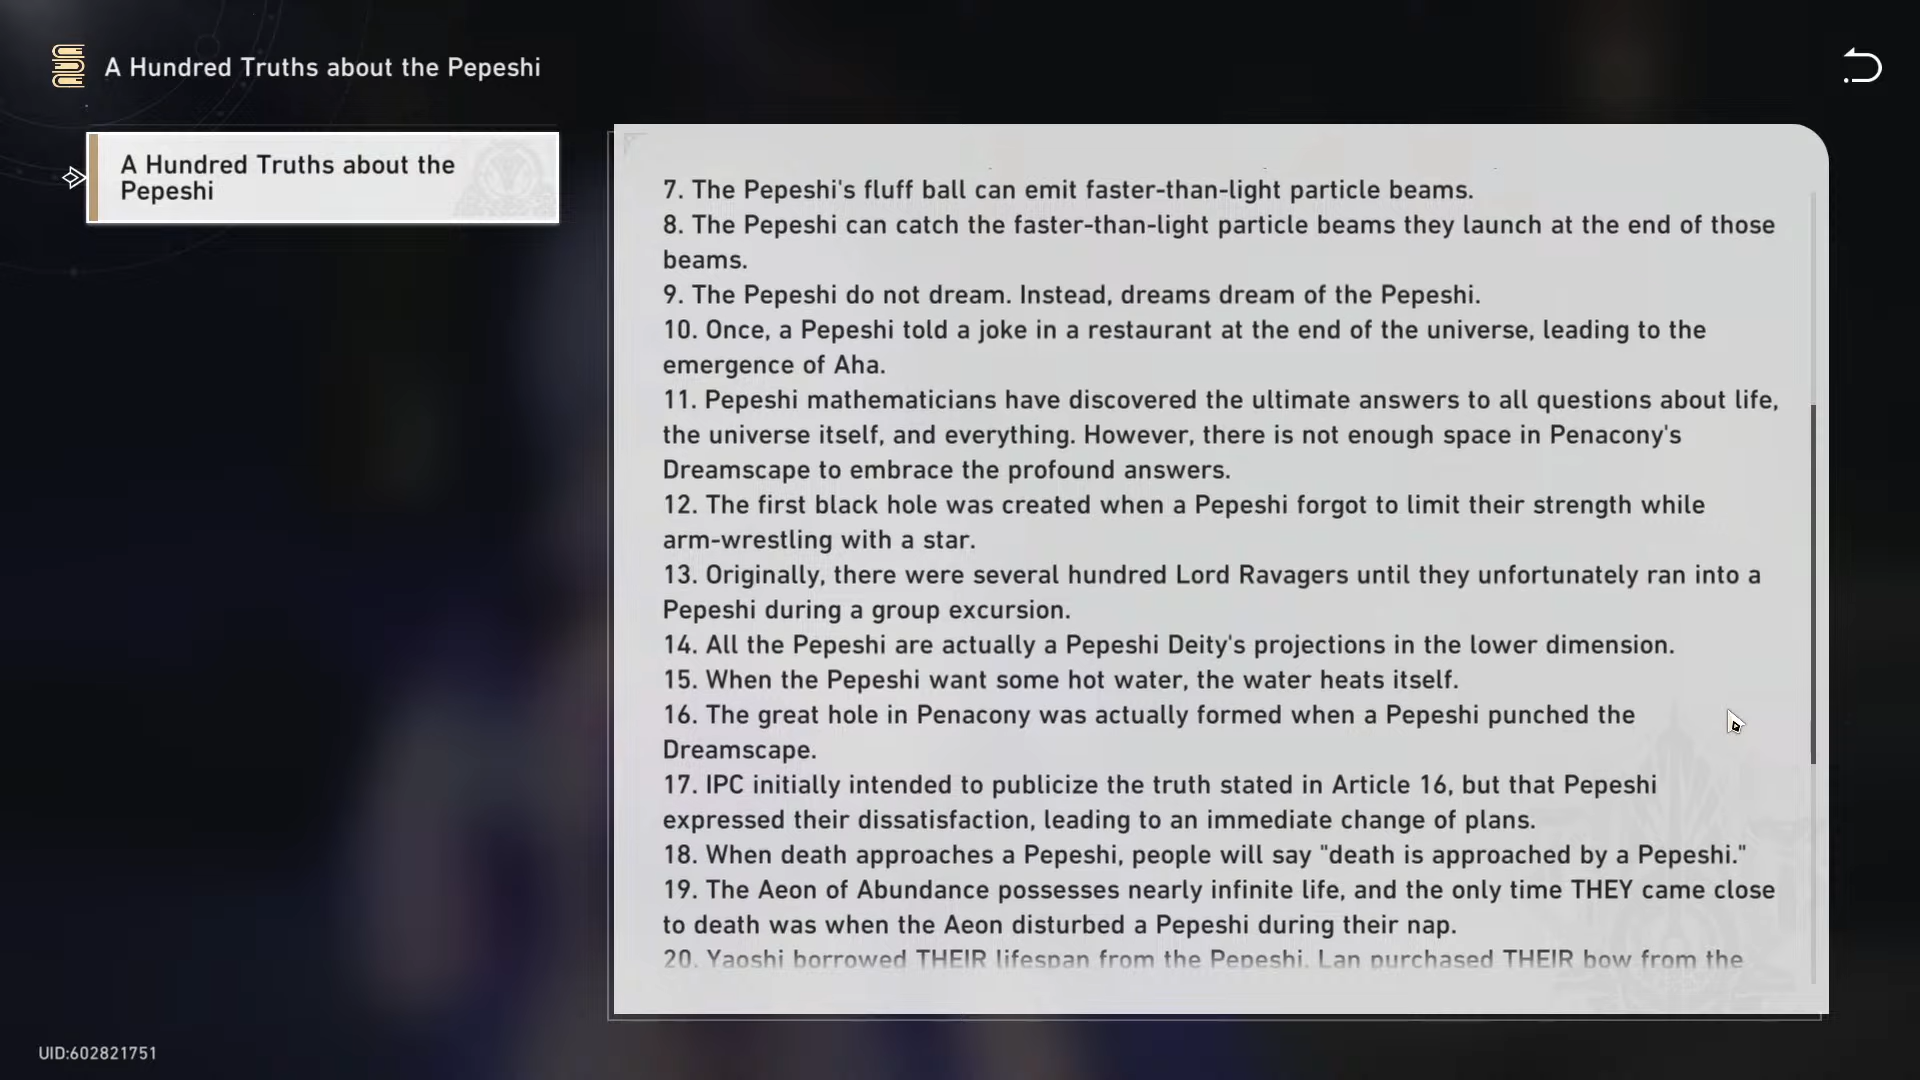 A Hundred Truths about the Pepeshi
A Hundred Truths about the
Pepeshi
7. The Pepeshi's fluff ball can emit faster-than-light particle beams.
8. The Pepeshi can catch the faster-than-light particle beams they launch at the end of those
beams.
9. The Pepeshi do not dream. Instead, dreams dream of the Pepeshi.
10. Once, a Pepeshi told a joke in a restaurant at the end of the universe, leading to the
emergence of Aha.
11. Pepeshi mathematicians have discovered the ultimate answers to all questions about life,
the universe itself, and everything. However, there is not enough space in Penacony's
Dreamscape to embrace the profound answers.
12. The first black hole was created when a Pepeshi forgot to limit their strength while
arm-wrestling with a star.
13. Originally, there were several hundred Lord Ravagers until they unfortunately ran into a
Pepeshi during a group excursion.
14. All the Pepeshi are actually a Pepeshi Deity's projections in the lower dimension.
15. When the Pepeshi want some hot water, the water heats itself.
16. The great hole in Penacony was actually formed when a Pepeshi punched the
Dreamscape.
17. IPC initially intended to publicize the truth stated in Article 16, but that Pepeshi
expressed their dissatisfaction, leading to an immediate change of plans.
18. When death approaches a Pepeshi, people will say "death is approached by a Pepeshi."
19. The Aeon of Abundance possesses nearly infinite life, and the only time THEY came close
to death was when the Aeon disturbed a Pepeshi during their nap.
20. Yaoshi borrowed THEIR lifespan from the Pepeshi. Lan purchased THEIR bow from the
UID:602821751